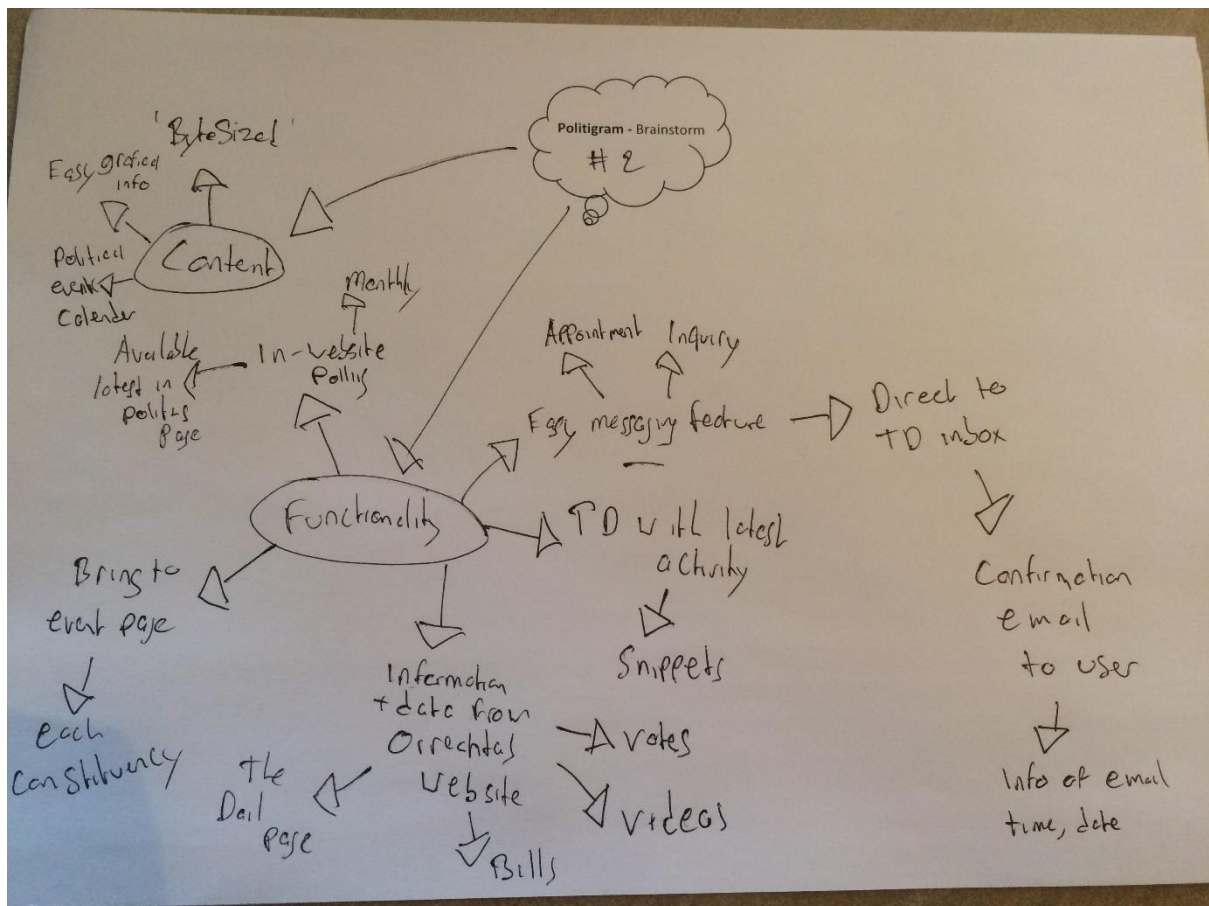 Politigram - Brainstorm
# 2
'ByteSized'
Easy grafical
info
Content
Political
event
Calender
Monthly
In-website
Polling
Available
latest in
politics
Page
Appointment
Inquiry
Easy messaging feature
Direct to
TD inbox
Confirmation
email
to user
Info of email
time, date
Functionality
TD with latest
activity
Snippets
Bring to
event page
each
Constituency
Information
+ data from
Orrechtas
website
votes
videos
Bills
the
Dail
page